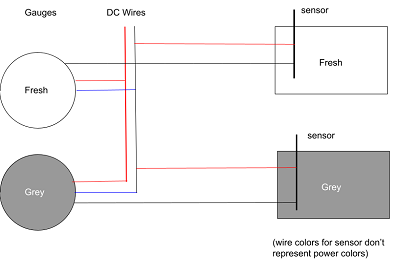 Gauges DC Wires sensor
Fresh Fresh
sensor
Grey Grey
(wire colors for sensor don't
represent power colors)